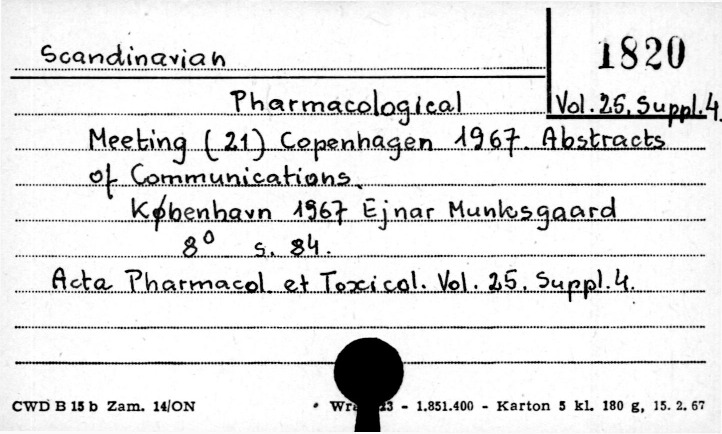 Scandinavian
1820
Pharmacological
Vol. 25, Suppl. 4.
Meeting (21) Copenhagen 1967. Abstracts
of Communications.
København 1967 Ejnar Munksgaard
8° s. 84.
Acta Pharmacol. et Toxicol. Vol. 25, Suppl. 4.
CWD B 15 b Zam. 14/ON
- 1.851.400 - Karton 5 kl. 180 g, 15. 2. 67